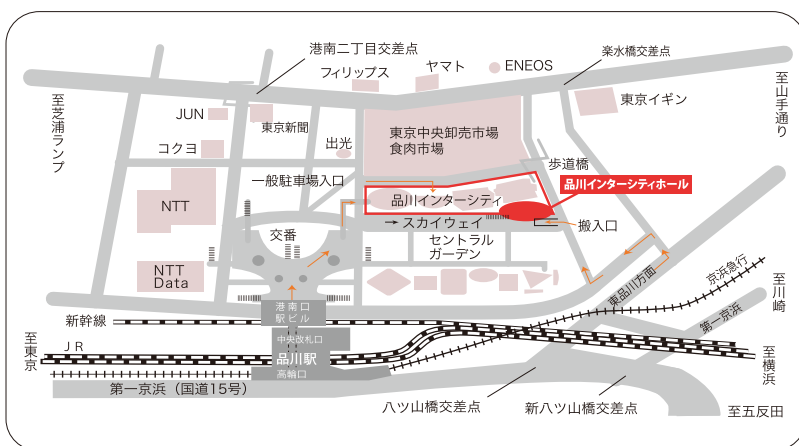 港南二丁目交差点
楽水橋交差点
フィリップス
ヤマト
ENEOS
至山手通り
至芝浦ランプ
JUN
東京新聞
東京イギン
コクヨ
出光
東京中央卸売市場
食肉市場
歩道橋
一般駐車場入口
品川インターシティ
品川インターシティホール
NTT
→ スカイウェイ
搬入口
交番
セントラル
ガーデン
NTT
Data
東品川方面
京浜急行
至川崎
港南口
駅ビル
新幹線
第一京浜
中央改札口
至東京
JR
品川駅
至横浜
高輪口
第一京浜(国道15号)
八ツ山橋交差点
新八ツ山橋交差点
至五反田